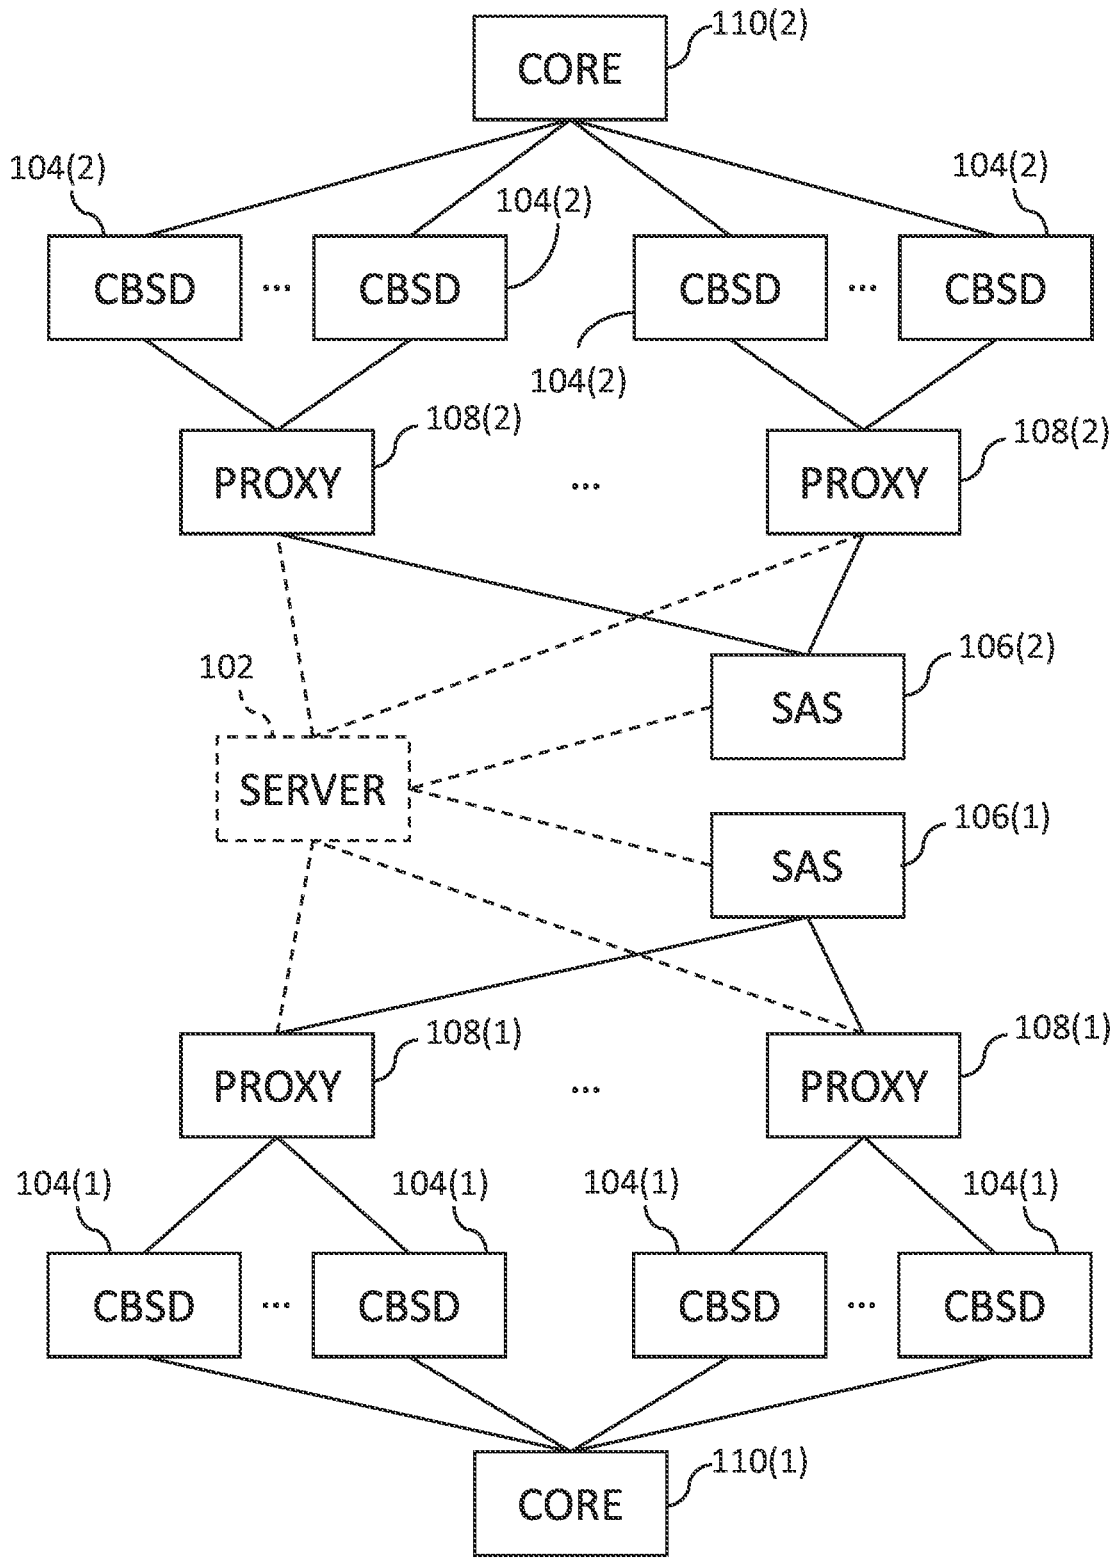 110(2)
CORE
104(2)
104(2)
104(2)
CBSD ... CBSD CBSD ... CBSD
104(2)
108(2)
108(2)
PROXY ... PROXY
102
106(2)
SAS
SERVER
106(1)
SAS
108(1)
108(1)
PROXY ... PROXY
104(1) 104(1) 104(1) 104(1)
CBSD ... CBSD CBSD ... CBSD
110(1)
CORE